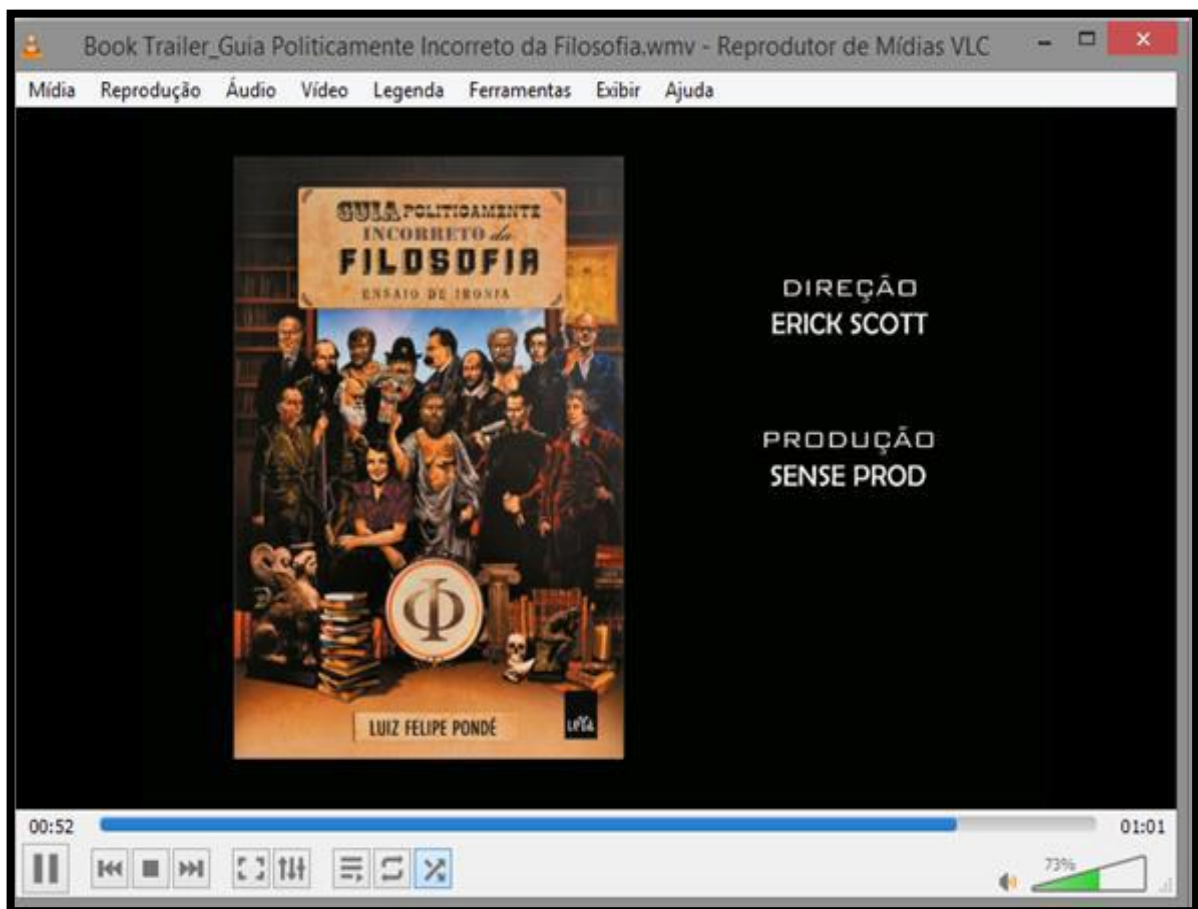 Book Trailer_Guia Politicamente Incorreto da Filosofia.wmv - Reprodutor de Mídias VLC
Mídia Reprodução Áudio Vídeo Legenda Ferramentas Exibir Ajuda
GUIA POLITICAMENTE
INCORRETO da
FILOSOFIA
ENSAIO DE IRONIA
DIREÇÃO
ERICK SCOTT
PRODUÇÃO
SENSE PROD
Φ
LUIZ FELIPE PONDÉ
LeYa
00:52
01:01
73%